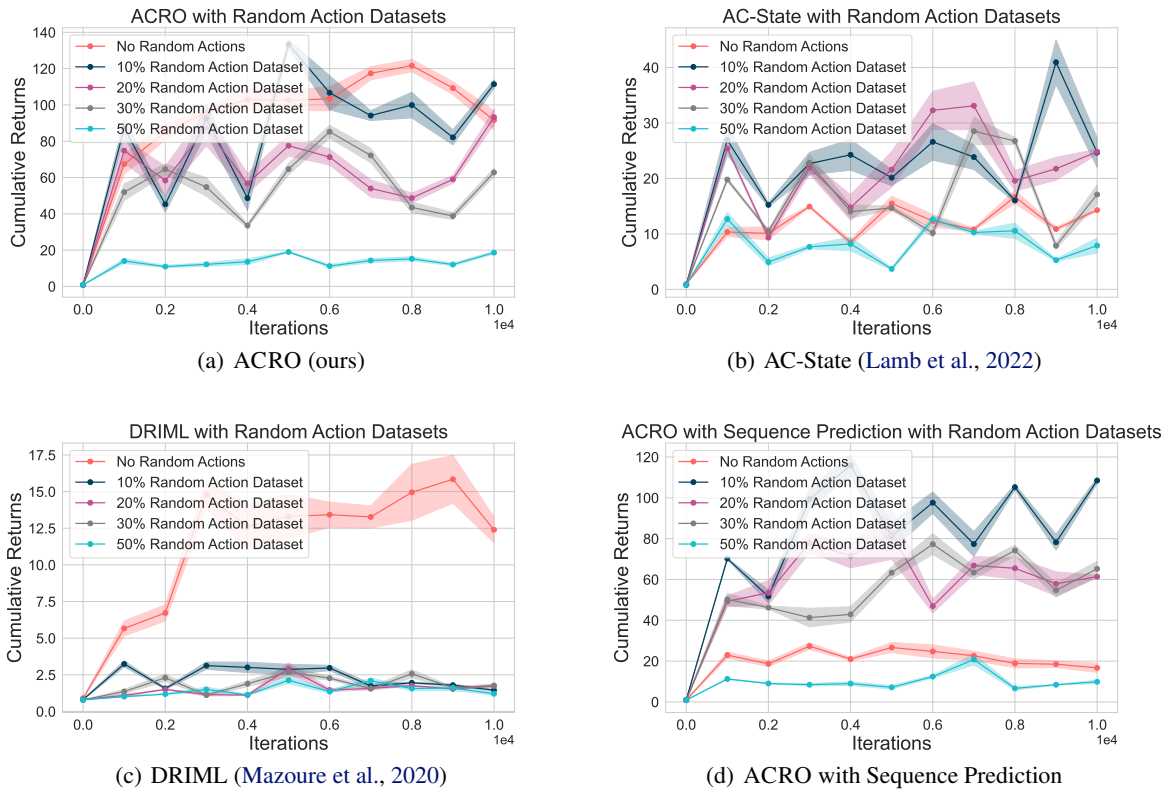 ACRO with Random Action Datasets
140
120
100
80
60
40
20
0
Cumulative Returns
No Random Actions
10% Random Action Dataset
20% Random Action Dataset
30% Random Action Dataset
50% Random Action Dataset
0.0 0.2 0.4 0.6 0.8 1.0
1e4
Iterations
(a) ACRO (ours)
AC-State with Random Action Datasets
40
30
20
10
0
Cumulative Returns
No Random Actions
10% Random Action Dataset
20% Random Action Dataset
30% Random Action Dataset
50% Random Action Dataset
0.0 0.2 0.4 0.6 0.8 1.0
1e4
Iterations
(b) AC-State (Lamb et al., 2022)
DRIML with Random Action Datasets
17.5
15.0
12.5
10.0
7.5
5.0
2.5
0.0
Cumulative Returns
No Random Actions
10% Random Action Dataset
20% Random Action Dataset
30% Random Action Dataset
50% Random Action Dataset
0.0 0.2 0.4 0.6 0.8 1.0
1e4
Iterations
(c) DRIML (Mazoure et al., 2020)
ACRO with Sequence Prediction with Random Action Datasets
120
100
80
60
40
20
0
Cumulative Returns
No Random Actions
10% Random Action Dataset
20% Random Action Dataset
30% Random Action Dataset
50% Random Action Dataset
0.0 0.2 0.4 0.6 0.8 1.0
1e4
Iterations
(d) ACRO with Sequence Prediction